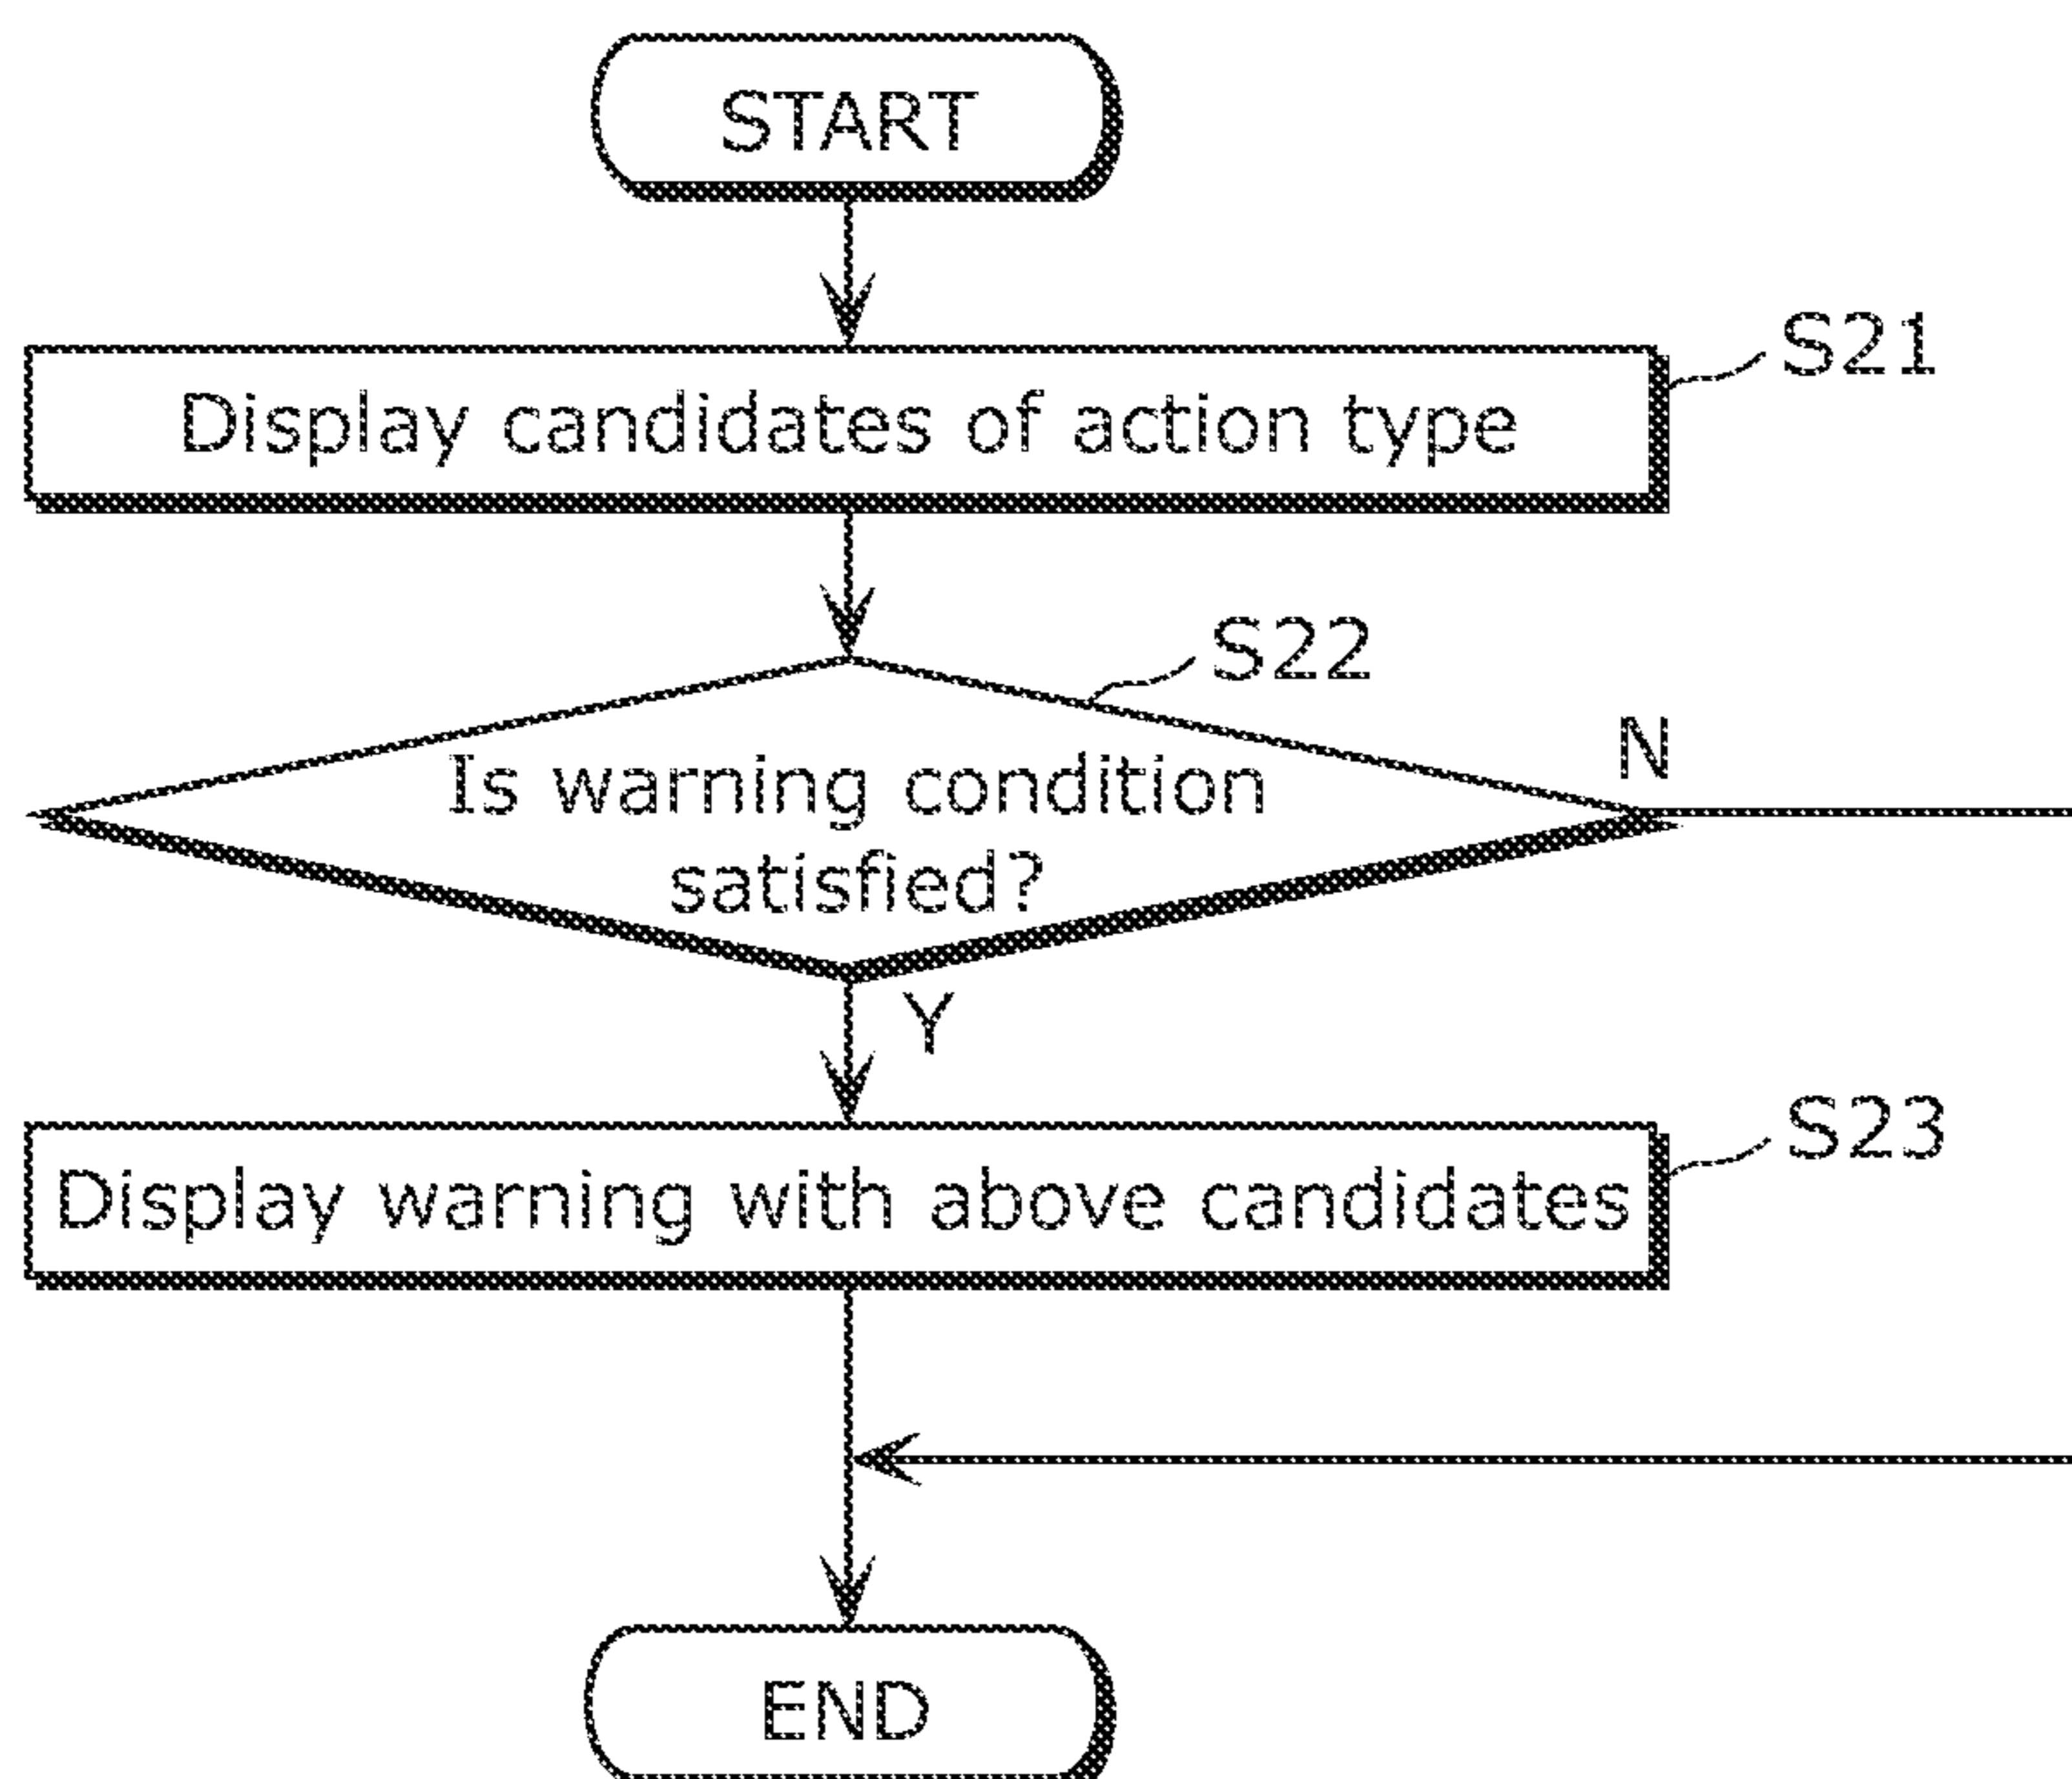 START
S21
Display candidates of action type
S22
N
Is warning condition
satisfied?
Y
S23
Display warning with above candidates
END